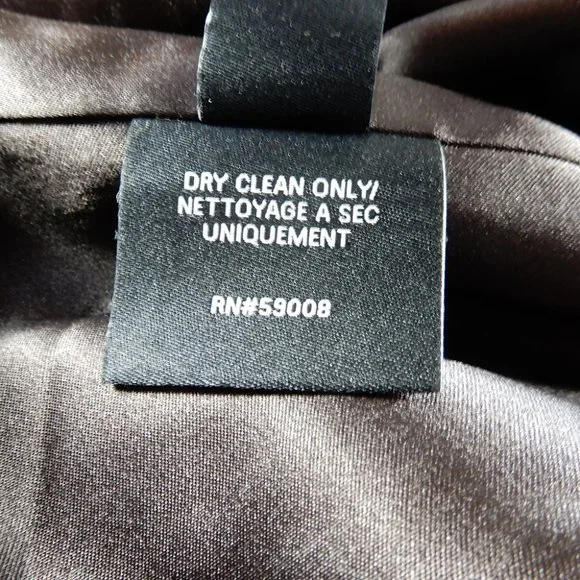 DRY CLEAN ONLY/
NETTOYAGE A SEC
UNIQUEMENT
RN#59008